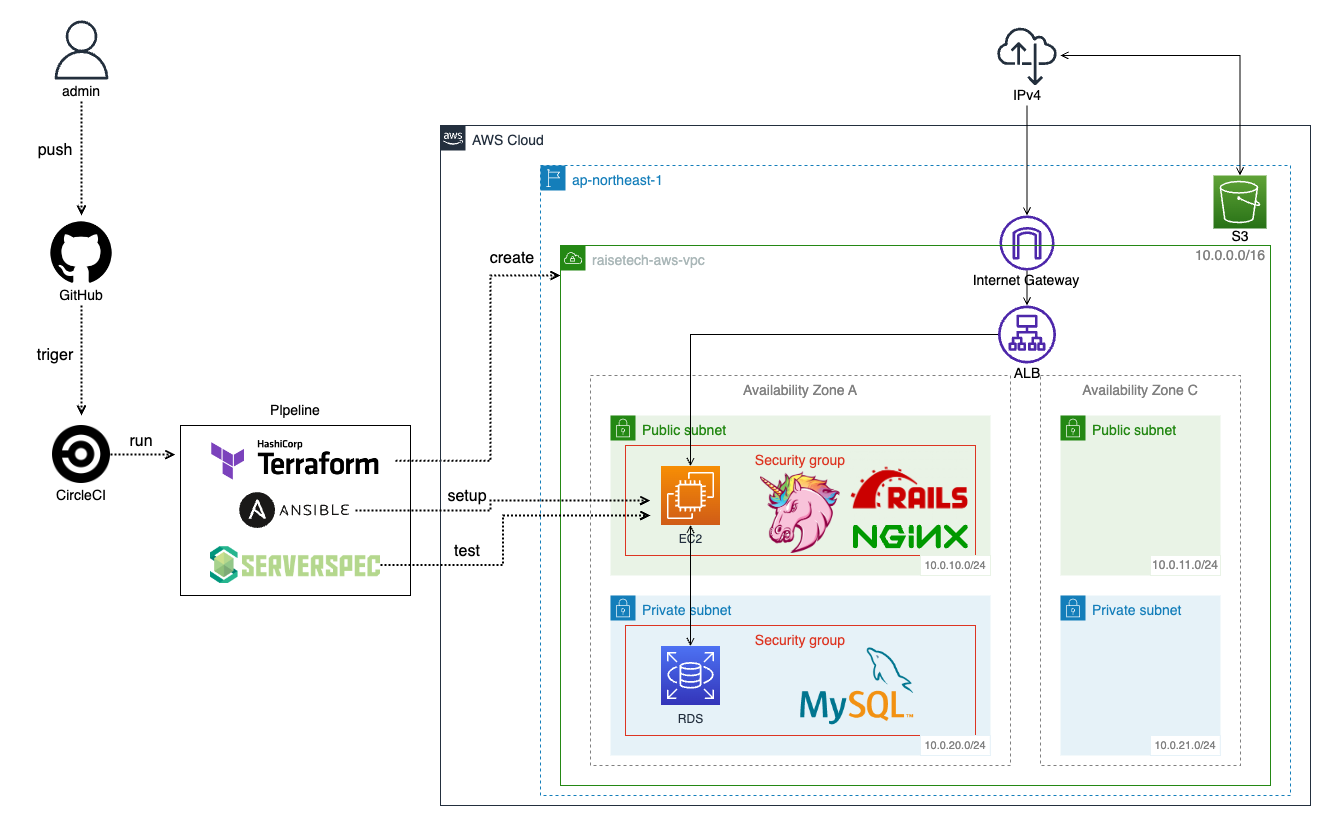 admin
push
GitHub
triger
CircleCI
run
PIpeline
HashiCorp
Terraform
ANSIBLE
SERVERSPEC
create
setup
test
IPv4
aws
AWS Cloud
ap-northeast-1
S3
raisetech-aws-vpc
10.0.0.0/16
Internet Gateway
ALB
Availability Zone A
Public subnet
Security group
EC2
RAILS
NGINX
10.0.10.0/24
Private subnet
Security group
RDS
MySQL™
10.0.20.0/24
Availability Zone C
Public subnet
10.0.11.0/24
Private subnet
10.0.21.0/24